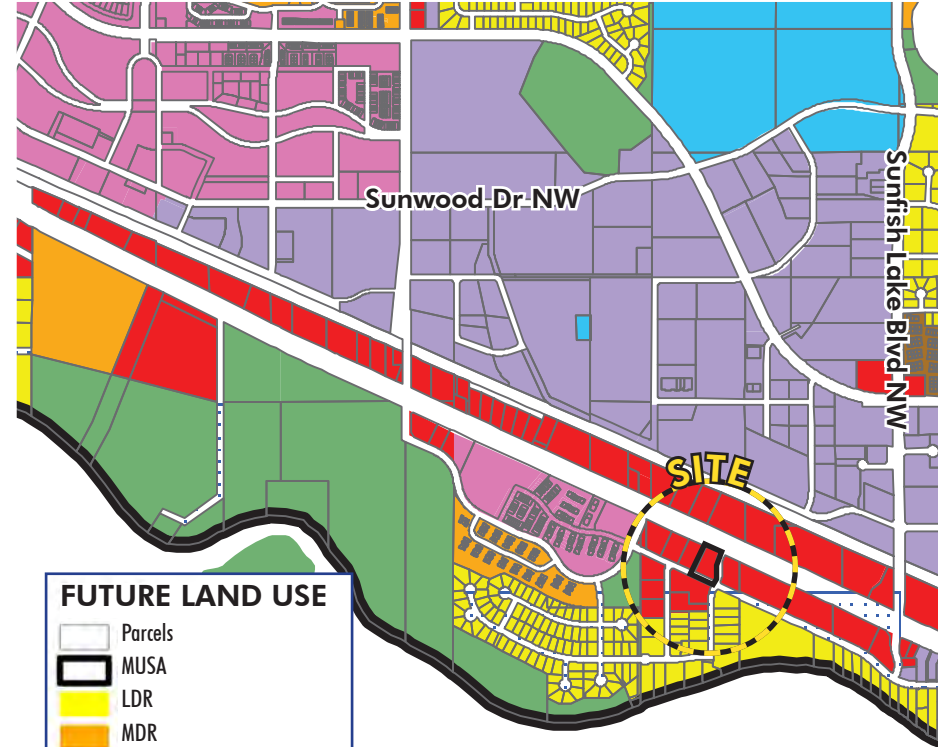 Sunwood Dr NW
Sunfish Lake Blvd NW
SITE
FUTURE LAND USE
Parcels
MUSA
LDR
MDR